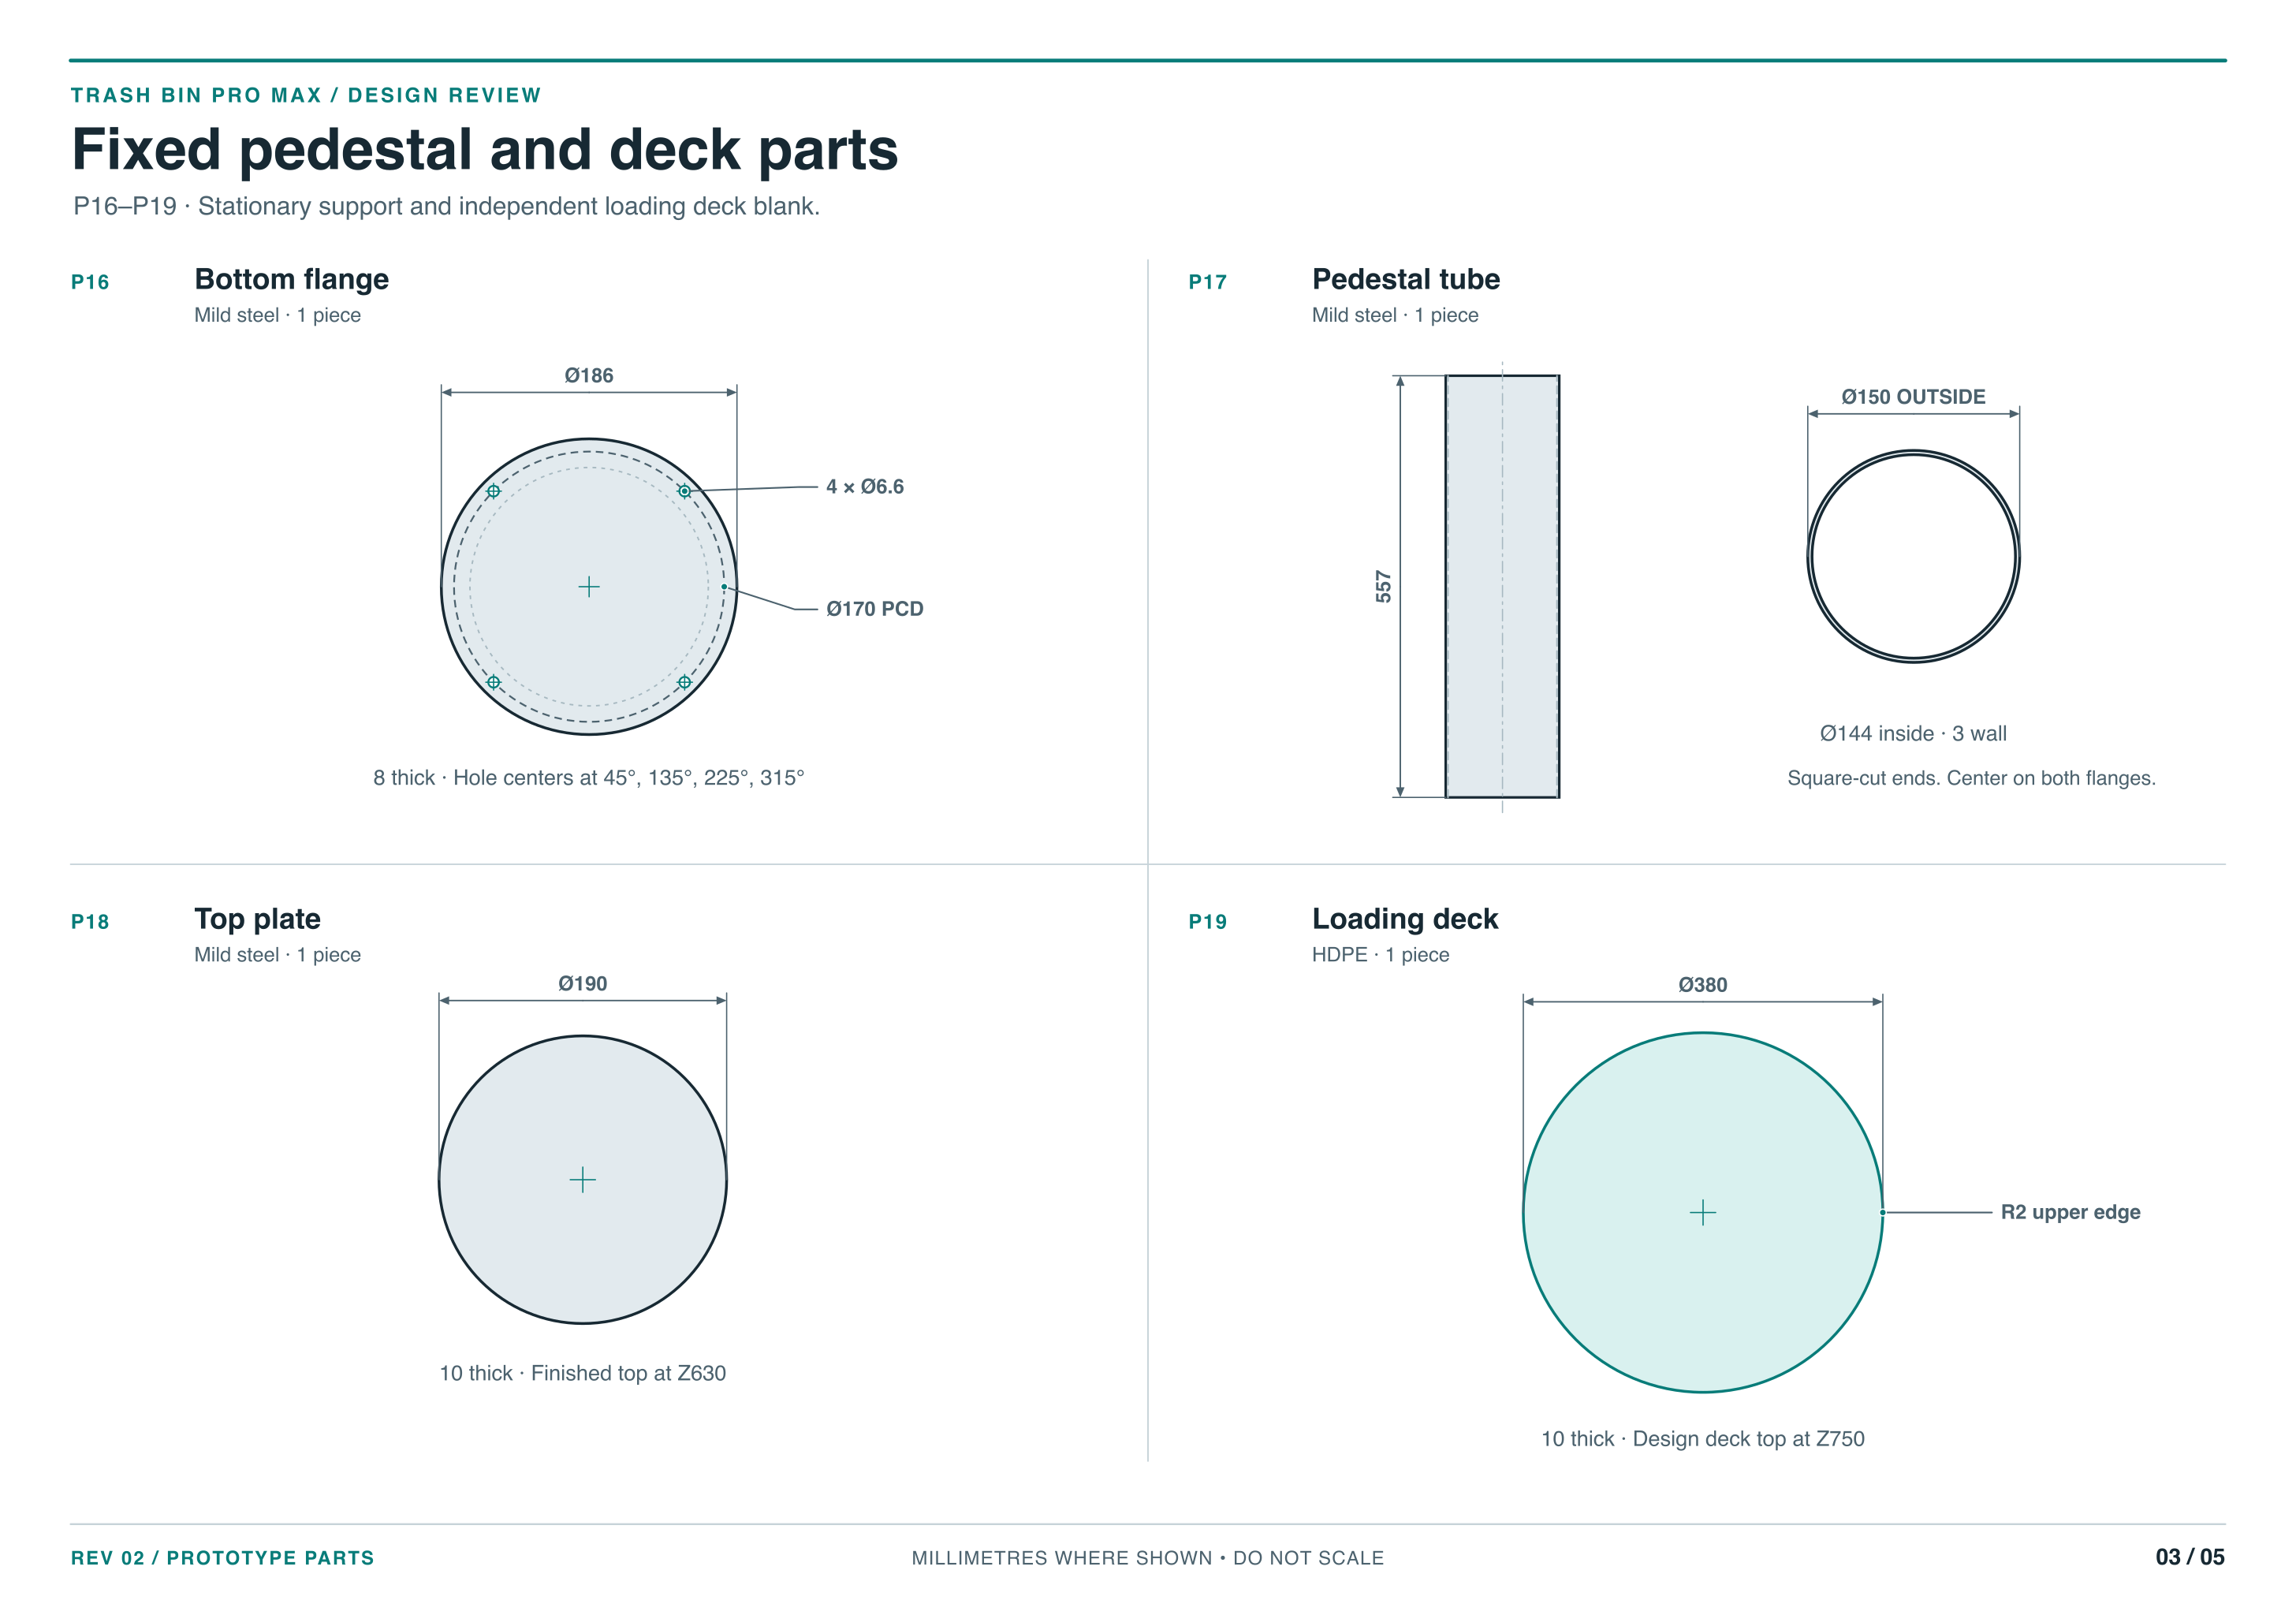 TRASH BIN PRO MAX / DESIGN REVIEW
Fixed pedestal and deck parts
P16–P19 · Stationary support and independent loading deck blank.
P16
Bottom flange
Mild steel · 1 piece
Ø186
4 × Ø6.6
Ø170 PCD
8 thick · Hole centers at 45°, 135°, 225°, 315°
P17
Pedestal tube
Mild steel · 1 piece
557
Ø150 OUTSIDE
Ø144 inside · 3 wall
Square-cut ends. Center on both flanges.
P18
Top plate
Mild steel · 1 piece
Ø190
10 thick · Finished top at Z630
P19
Loading deck
HDPE · 1 piece
Ø380
R2 upper edge
10 thick · Design deck top at Z750
REV 02 / PROTOTYPE PARTS
MILLIMETRES WHERE SHOWN • DO NOT SCALE
03 / 05